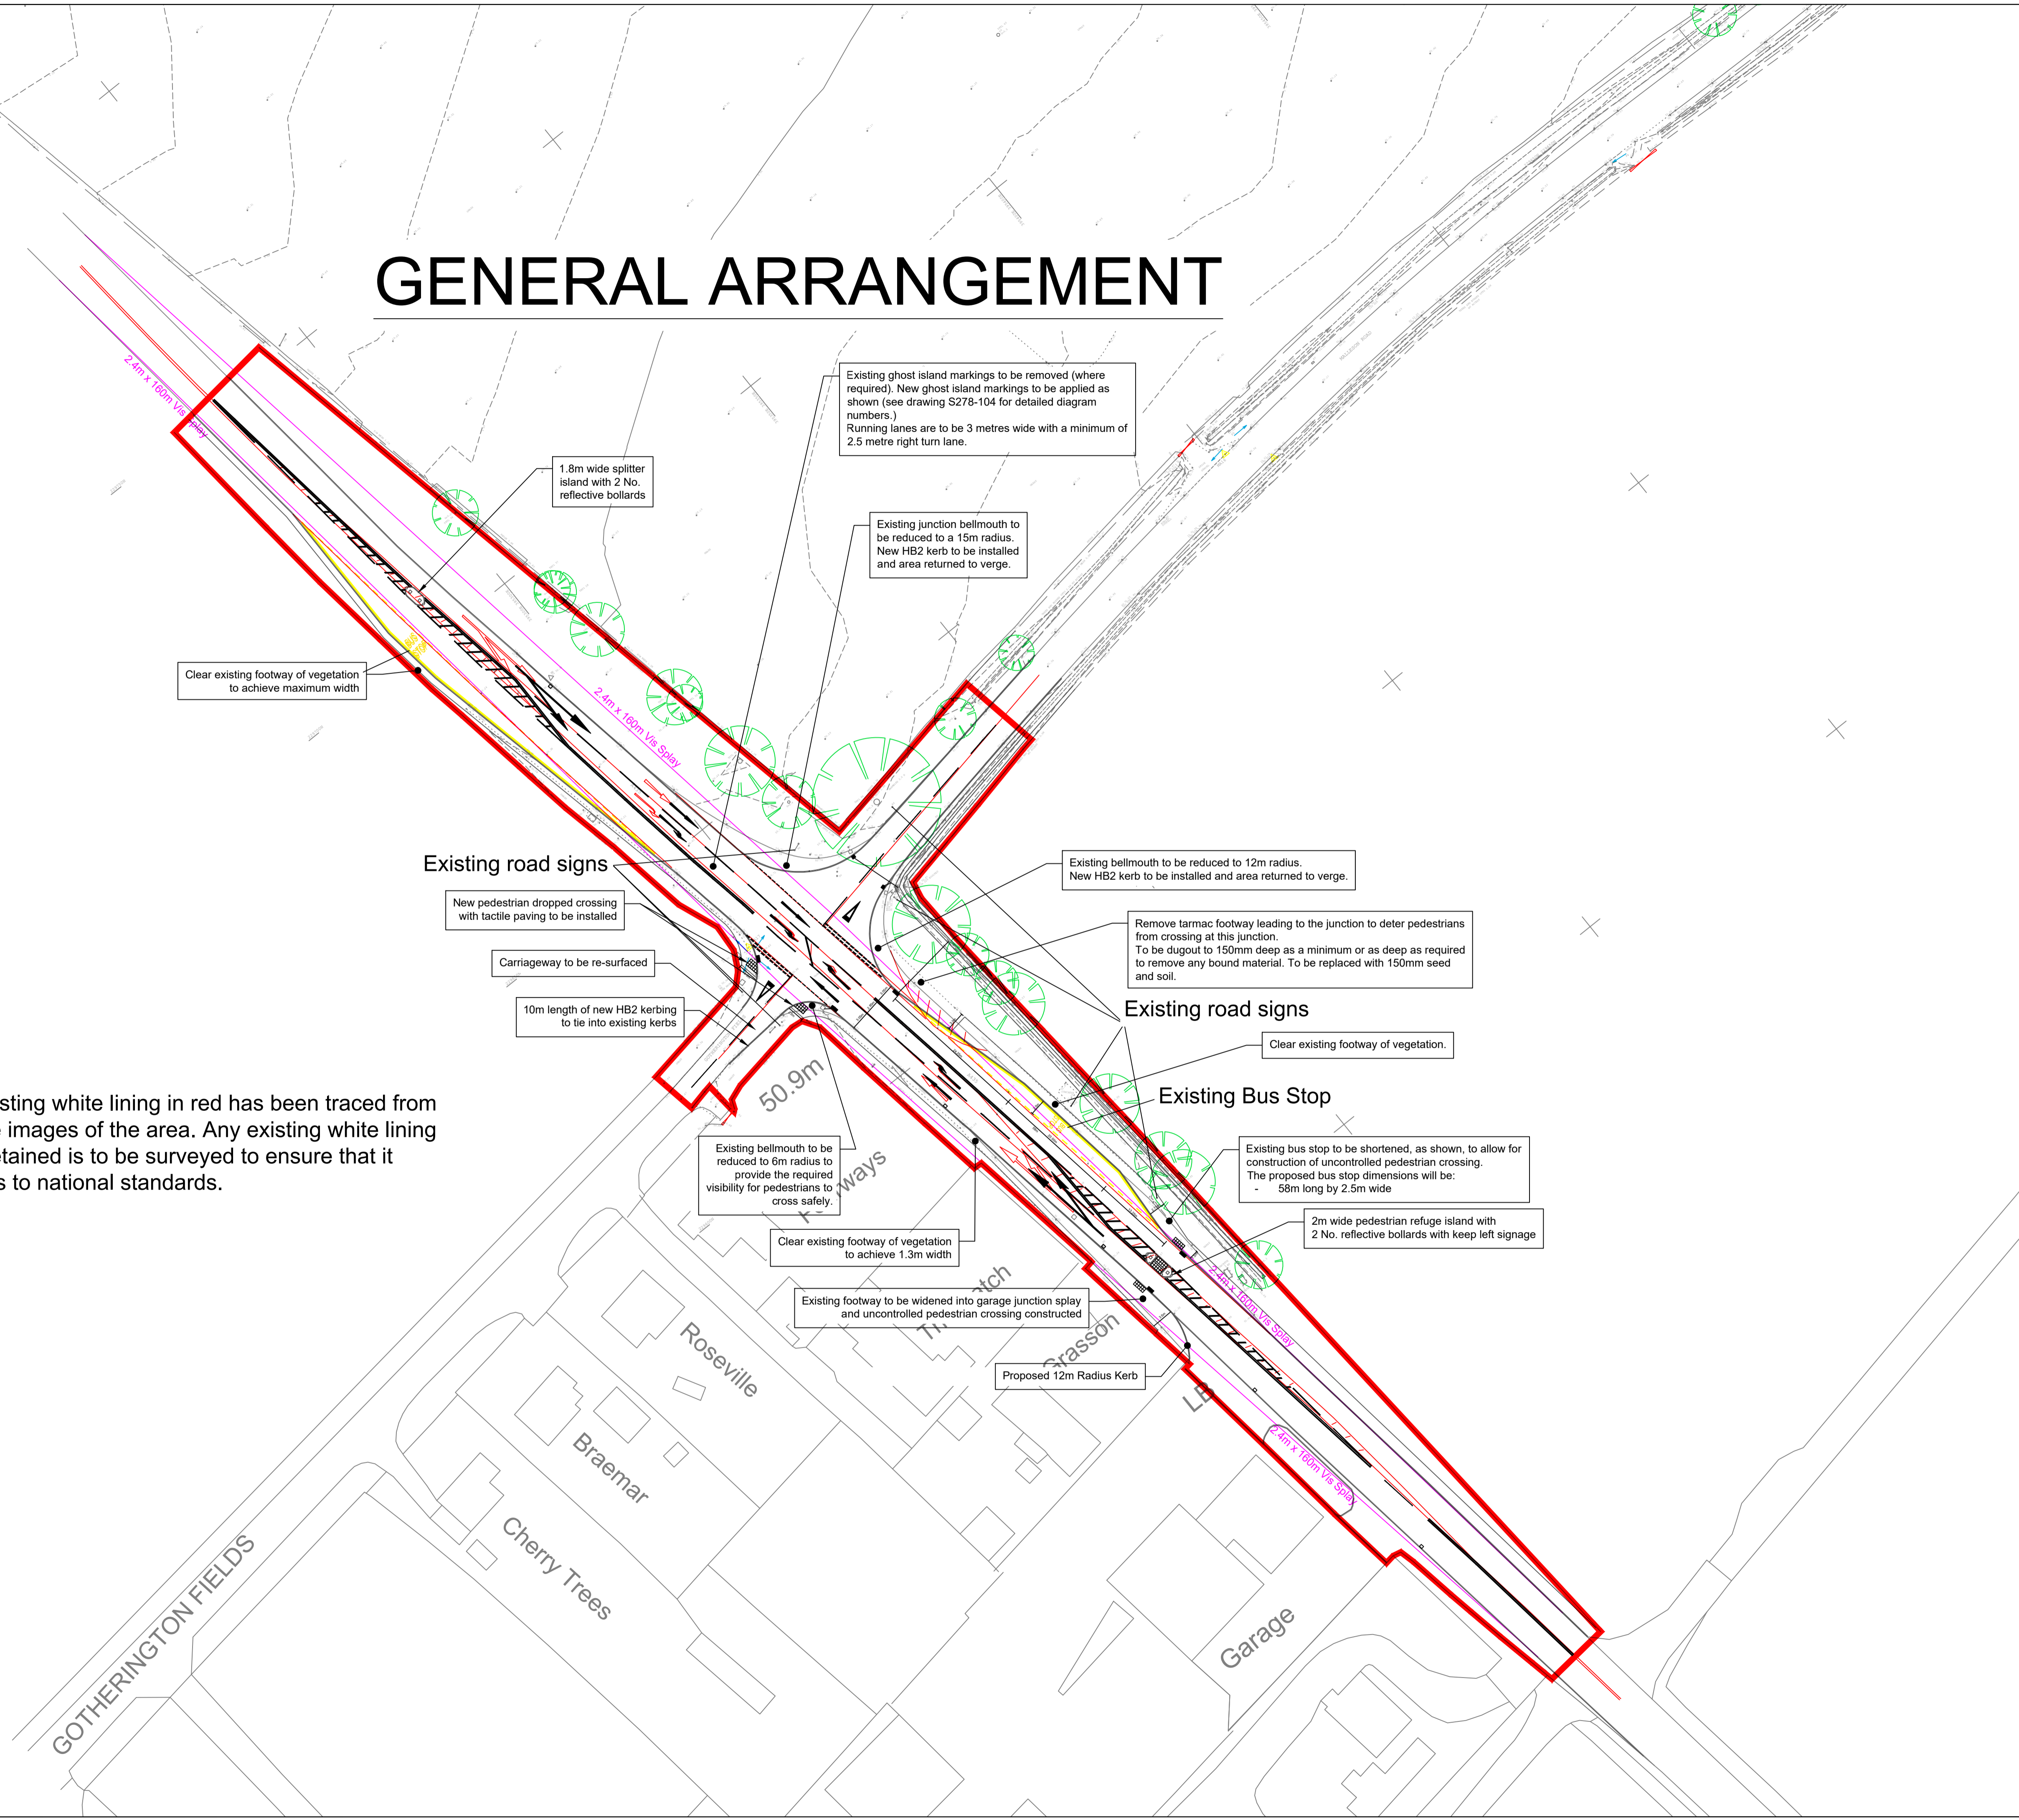 GENERAL ARRANGEMENT
2.4m x 160m Vis Splay
Existing ghost island markings to be removed (where
required). New ghost island markings to be applied as
shown (see drawing S278-104 for detailed diagram
numbers.)
Running lanes are to be 3 metres wide with a minimum of
2.5 metre right turn lane.
1.8m wide splitter
island with 2 No.
reflective bollards
Existing junction bellmouth to
be reduced to a 15m radius.
New HB2 kerb to be installed
and area returned to verge.
BUS
STOP
Clear existing footway of vegetation
to achieve maximum width
2.4m x 160m Vis Splay
Existing road signs
Existing bellmouth to be reduced to 12m radius.
New HB2 kerb to be installed and area returned to verge.
New pedestrian dropped crossing
with tactile paving to be installed
Remove tarmac footway leading to the junction to deter pedestrians
from crossing at this junction.
To be dugout to 150mm deep as a minimum or as deep as required
to remove any bound material. To be replaced with 150mm seed
and soil.
Carriageway to be re-surfaced
10m length of new HB2 kerbing
to tie into existing kerbs
Existing road signs
Clear existing footway of vegetation.
50.9m
Existing Bus Stop
sting white lining in red has been traced from
images of the area. Any existing white lining
etained is to be surveyed to ensure that it
s to national standards.
Existing bellmouth to be
reduced to 6m radius to
provide the required
visibility for pedestrians to
cross safely.
Existing bus stop to be shortened, as shown, to allow for
construction of uncontrolled pedestrian crossing.
The proposed bus stop dimensions will be:
- 58m long by 2.5m wide
2m wide pedestrian refuge island with
2 No. reflective bollards with keep left signage
Clear existing footway of vegetation
to achieve 1.3m width
2.4m x 160m Vis Splay
Existing footway to be widened into garage junction splay
and uncontrolled pedestrian crossing constructed
Roseville
Grasson
Proposed 12m Radius Kerb
LB
2.4m x 160m Vis Splay
Braemar
Cherry Trees
GOTHERINGTON FIELDS
Garage